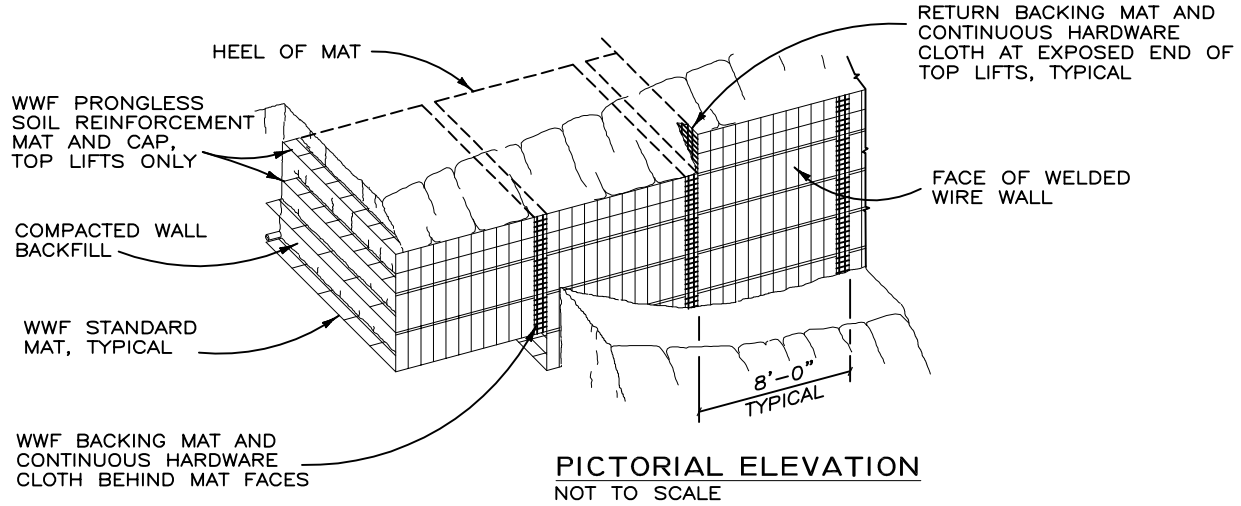 RETURN BACKING MAT AND
CONTINUOUS HARDWARE
CLOTH AT EXPOSED END OF
TOP LIFTS, TYPICAL
HEEL OF MAT
WWF PRONGLESS
SOIL REINFORCEMENT
MAT AND CAP,
TOP LIFTS ONLY
FACE OF WELDED
WIRE WALL
COMPACTED WALL
BACKFILL
WWF STANDARD
MAT, TYPICAL
8'-0"
TYPICAL
WWF BACKING MAT AND
CONTINUOUS HARDWARE
CLOTH BEHIND MAT FACES
PICTORIAL ELEVATION
NOT TO SCALE